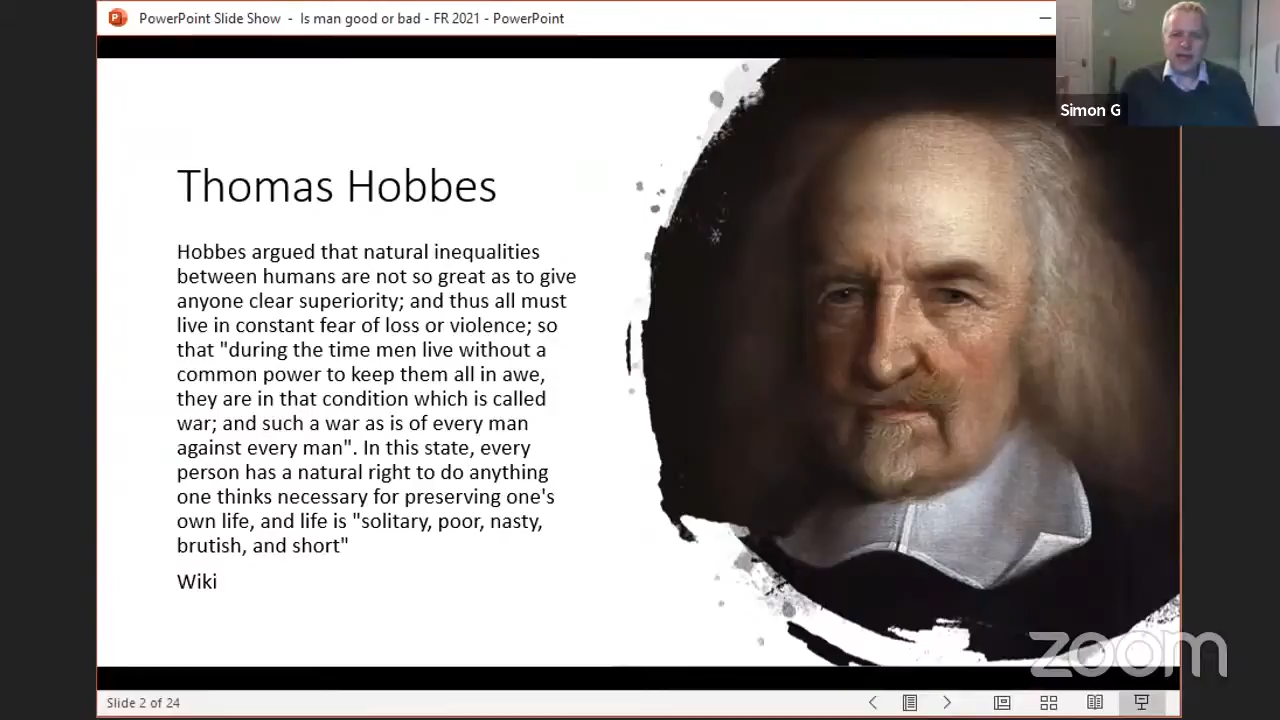 PowerPoint Slide Show - Is man good or bad - FR 2021 - PowerPoint
Simon G
Thomas Hobbes
Hobbes argued that natural inequalities
between humans are not so great as to give
anyone clear superiority; and thus all must
live in constant fear of loss or violence; so
that "during the time men live without a
common power to keep them all in awe,
they are in that condition which is called
war; and such a war as is of every man
against every man". In this state, every
person has a natural right to do anything
one thinks necessary for preserving one's
own life, and life is "solitary, poor, nasty,
brutish, and short"
Wiki
zoom
Slide 2 of 24